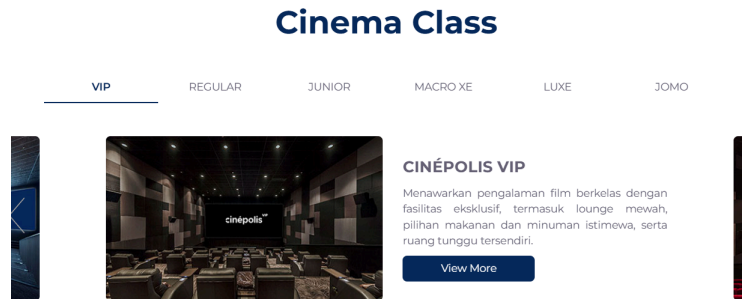 Cinema Class
VIP
REGULAR
JUNIOR
MACRO XE
LUXE
JOMO
cinépolis VIP
CINÉPOLIS VIP
Menawarkan pengalaman film berkelas dengan
fasilitas eksklusif, termasuk lounge mewah,
pilihan makanan dan minuman istimewa, serta
ruang tunggu tersendiri.
View More